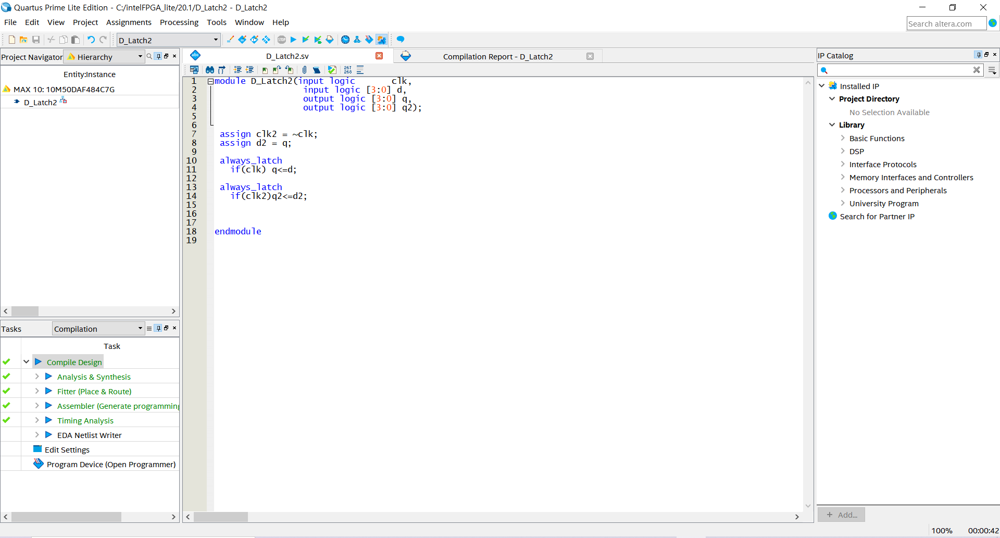 Quartus Prime Lite Edition - C:/intelFPGA_lite/20.1/D_Latch2 - D_Latch2
File Edit View Project Assignments Processing Tools Window Help
Search altera.com
D_Latch2
STOP
Project Navigator Hierarchy
Entity:Instance
MAX 10: 10M50DAF484C7G
D_Latch2
Tasks Compilation
Task
Compile Design
Analysis & Synthesis
Fitter (Place & Route)
Assembler (Generate programming
Timing Analysis
EDA Netlist Writer
Edit Settings
Program Device (Open Programmer)
abc D_Latch2.sv
Compilation Report - D_Latch2
267
268
1 module D_Latch2(input logic       clk,
2                  input logic [3:0] d,
3                  output logic [3:0] q,
4                  output logic [3:0] q2);
5
6
7  assign clk2 = ~clk;
8  assign d2 = q;
9
10  always_latch
11    if(clk) q<=d;
12
13  always_latch
14    if(clk2)q2<=d2;
15
16
17
18 endmodule
19
IP Catalog
Installed IP
Project Directory
No Selection Available
Library
Basic Functions
DSP
Interface Protocols
Memory Interfaces and Controllers
Processors and Peripherals
University Program
Search for Partner IP
+ Add...
100% 00:00:42